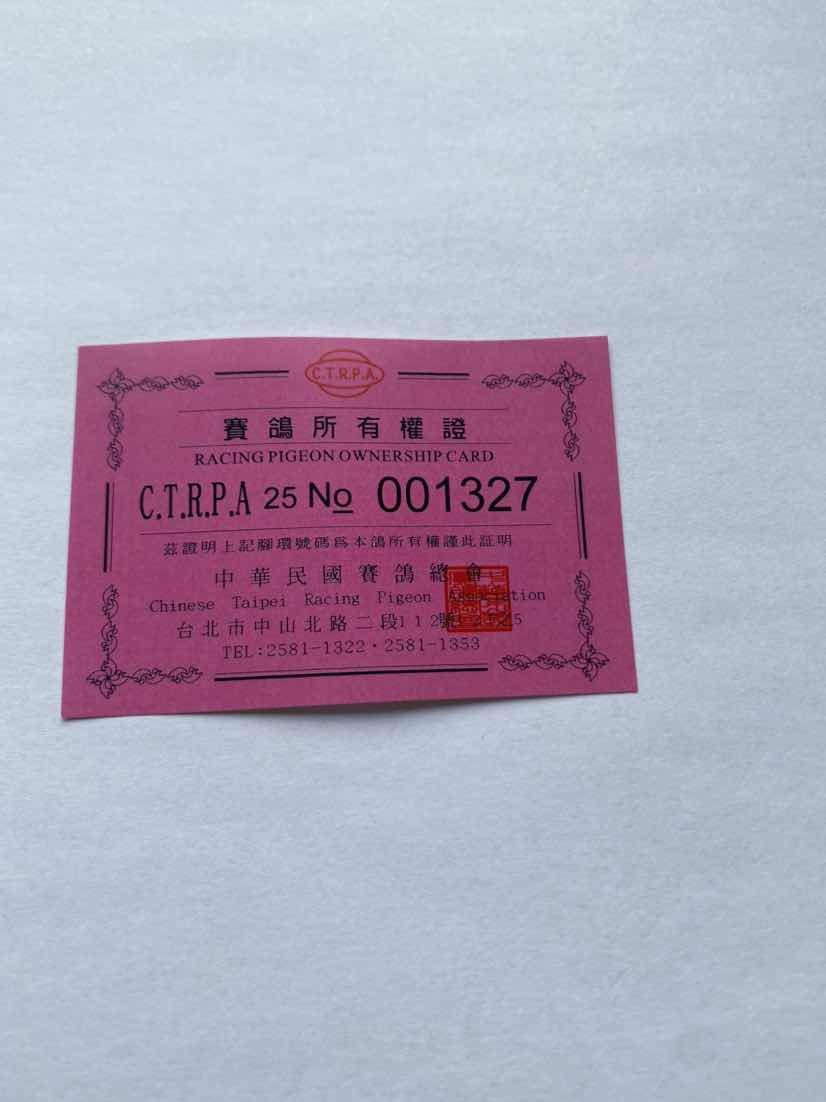 C.T.R.P.A.
賽鴿所有權證
RACING PIGEON OWNERSHIP CARD
C.T.R.P.A 25 No 001327
茲證明上記腳環號碼爲本鴿所有權謹此証明
中華民國賽鴿總會
Chinese Taipei Racing Pigeon Association
台北市中山北路二段112號
TEL:2581-1322·2581-1353